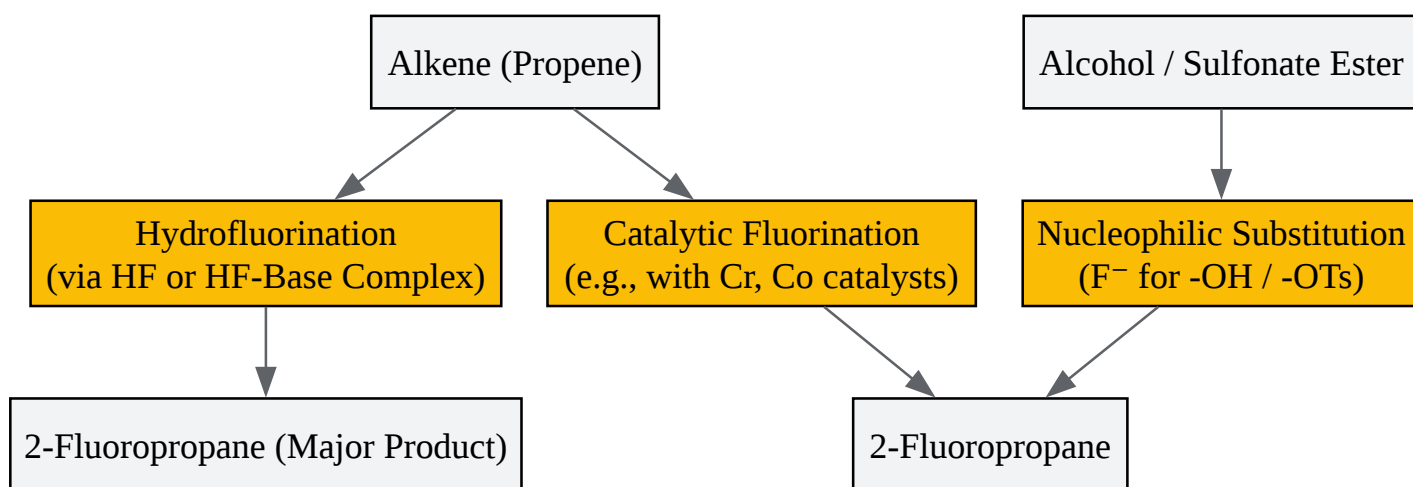 Alkene (Propene)
Alcohol / Sulfonate Ester
Hydrofluorination
(via HF or HF-Base Complex)
Catalytic Fluorination
(e.g., with Cr, Co catalysts)
Nucleophilic Substitution
(F⁻ for -OH / -OTs)
2-Fluoropropane (Major Product)
2-Fluoropropane